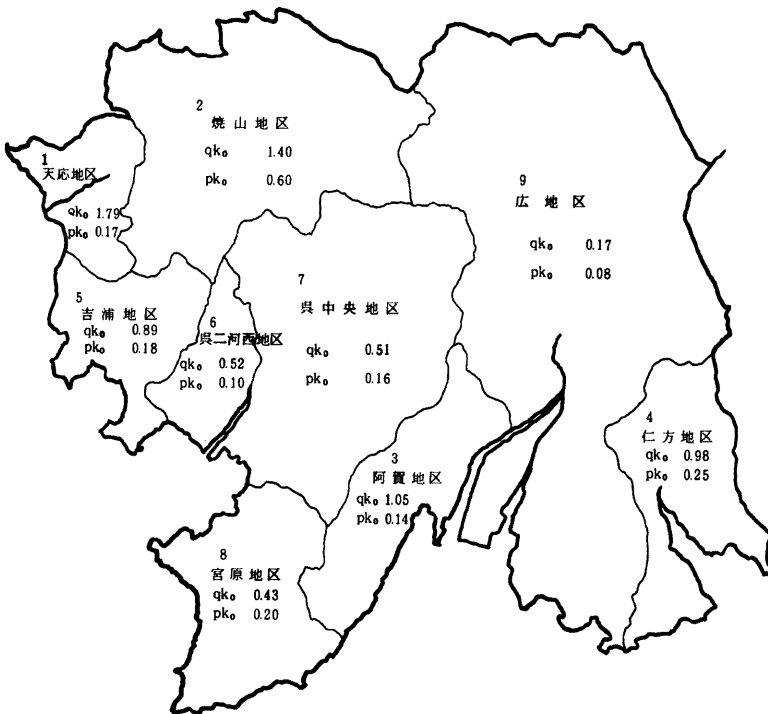 1
天応地区
qk₀ 1.79
pk₀ 0.17
2
焼山地区
qk₀ 1.40
pk₀ 0.60
3
阿賀地区
qk₀ 1.05
pk₀ 0.14
4
仁方地区
qk₀ 0.98
pk₀ 0.25
5
吉浦地区
qk₀ 0.89
pk₀ 0.18
6
呉二河西地区
qk₀ 0.52
pk₀ 0.10
7
呉中央地区
qk₀ 0.51
pk₀ 0.16
8
宮原地区
qk₀ 0.43
pk₀ 0.20
9
広地区
qk₀ 0.17
pk₀ 0.08